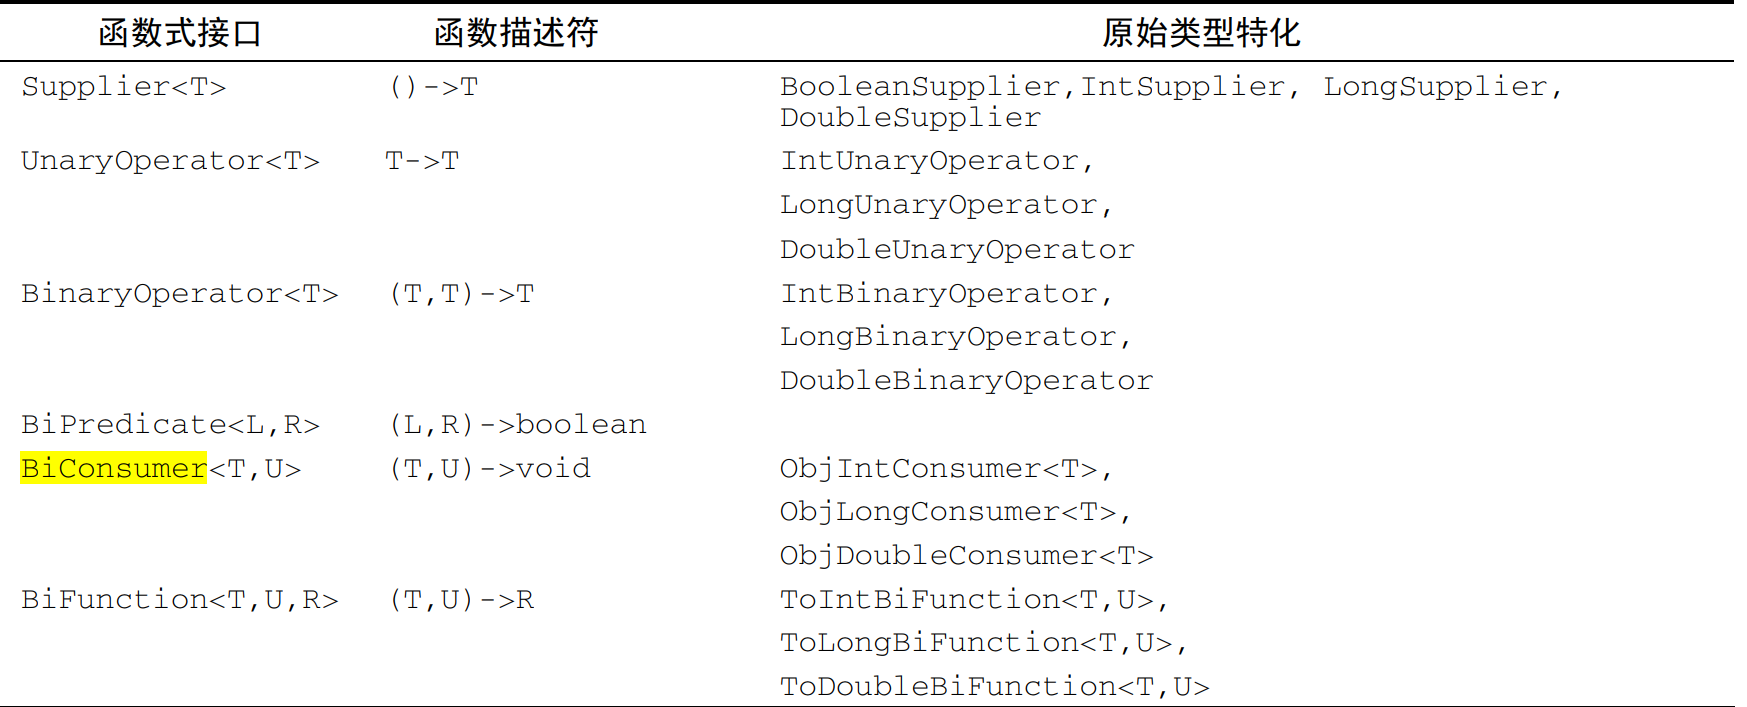 函数式接口 函数描述符 原始类型特化
Supplier<T> ()->T BooleanSupplier,IntSupplier, LongSupplier,
DoubleSupplier
UnaryOperator<T> T->T IntUnaryOperator,
LongUnaryOperator,
DoubleUnaryOperator
BinaryOperator<T> (T,T)->T IntBinaryOperator,
LongBinaryOperator,
DoubleBinaryOperator
BiPredicate<L,R> (L,R)->boolean
BiConsumer<T,U> (T,U)->void ObjIntConsumer<T>,
ObjLongConsumer<T>,
ObjDoubleConsumer<T>
BiFunction<T,U,R> (T,U)->R ToIntBiFunction<T,U>,
ToLongBiFunction<T,U>,
ToDoubleBiFunction<T,U>